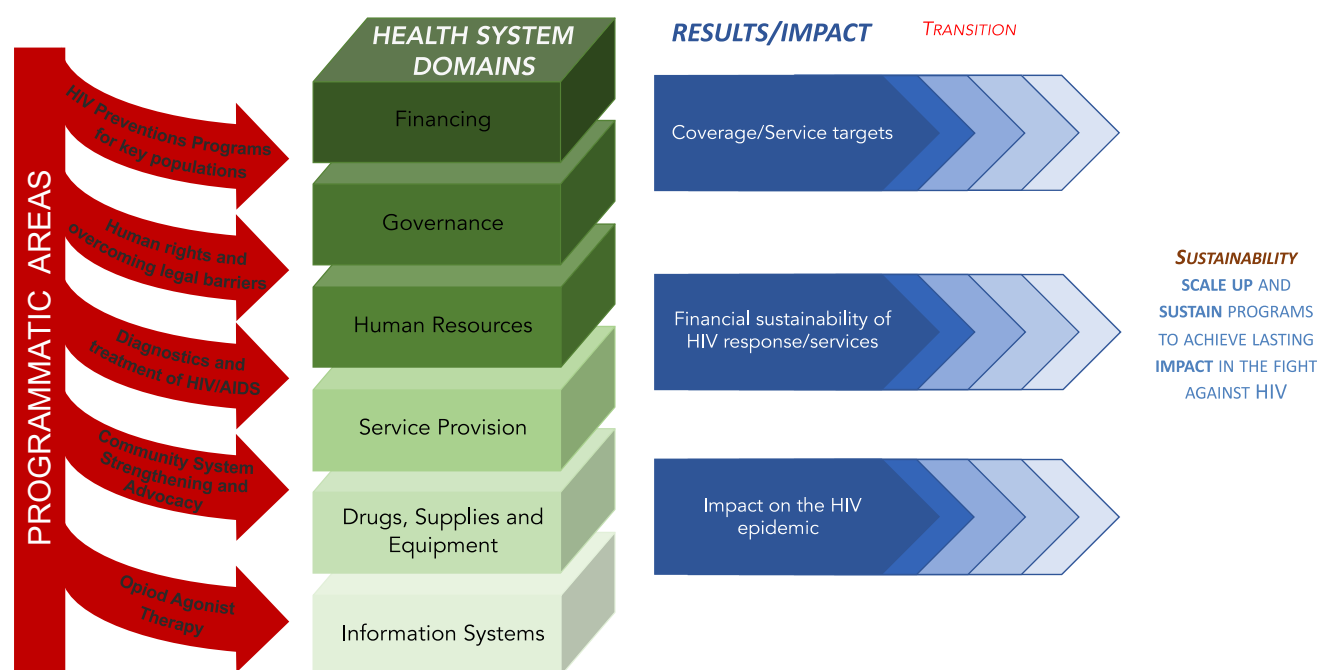 PROGRAMMATIC AREAS
HIV Preventions Programs
for key populations
Human rights and
overcoming legal barriers
Diagnostics and
treatment of HIV/AIDS
Community System
Strengthening and
Advocacy
Opiod Agonist
Therapy
HEALTH SYSTEM
DOMAINS
Financing
Governance
Human Resources
Service Provision
Drugs, Supplies and
Equipment
Information Systems
RESULTS/IMPACT
TRANSITION
Coverage/Service targets
Financial sustainability of
HIV response/services
Impact on the HIV
epidemic
SUSTAINABILITY
SCALE UP AND
SUSTAIN PROGRAMS
TO ACHIEVE LASTING
IMPACT IN THE FIGHT
AGAINST HIV